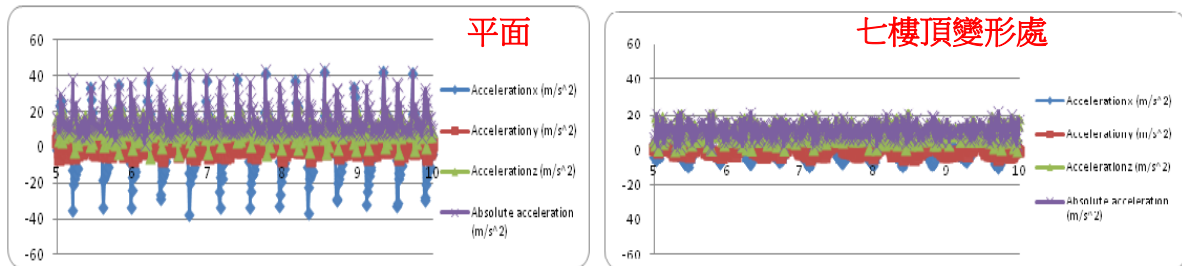 平面
60
40
20
0
-20
-40
-60
5
6
7
8
9
10
Accelerationx (m/s^2)
Accelerationy (m/s^2)
Accelerationz (m/s^2)
Absolute acceleration
(m/s^2)
七樓頂變形處
60
40
20
0
-20
-40
-60
5
6
7
8
9
10
Accelerationx (m/s^2)
Accelerationy (m/s^2)
Accelerationz (m/s^2)
Absolute acceleration
(m/s^2)